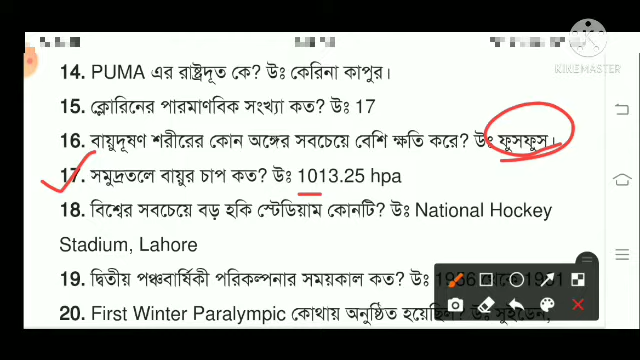 KINEMASTER
14. PUMA এর রাষ্ট্রদূত কে? উঃ কেরিনা কাপুর।
15. ক্লোরিনের পারমাণবিক সংখ্যা কত? উঃ 17
16. বায়ুদূষণ শরীরের কোন অঙ্গের সবচেয়ে বেশি ক্ষতি করে? উঃ ফুসফুস।
17. সমুদ্রতলে বায়ুর চাপ কত? উঃ 1013.25 hpa
18. বিশ্বের সবচেয়ে বড় হকি স্টেডিয়াম কোনটি? উঃ National Hockey
Stadium, Lahore
19. দ্বিতীয় পঞ্চবার্ষিকী পরিকল্পনার সময়কাল কত? উঃ
20. First Winter Paralympic কোথায় অনুষ্ঠিত হয়েছিল? উঃ সুইডেন,